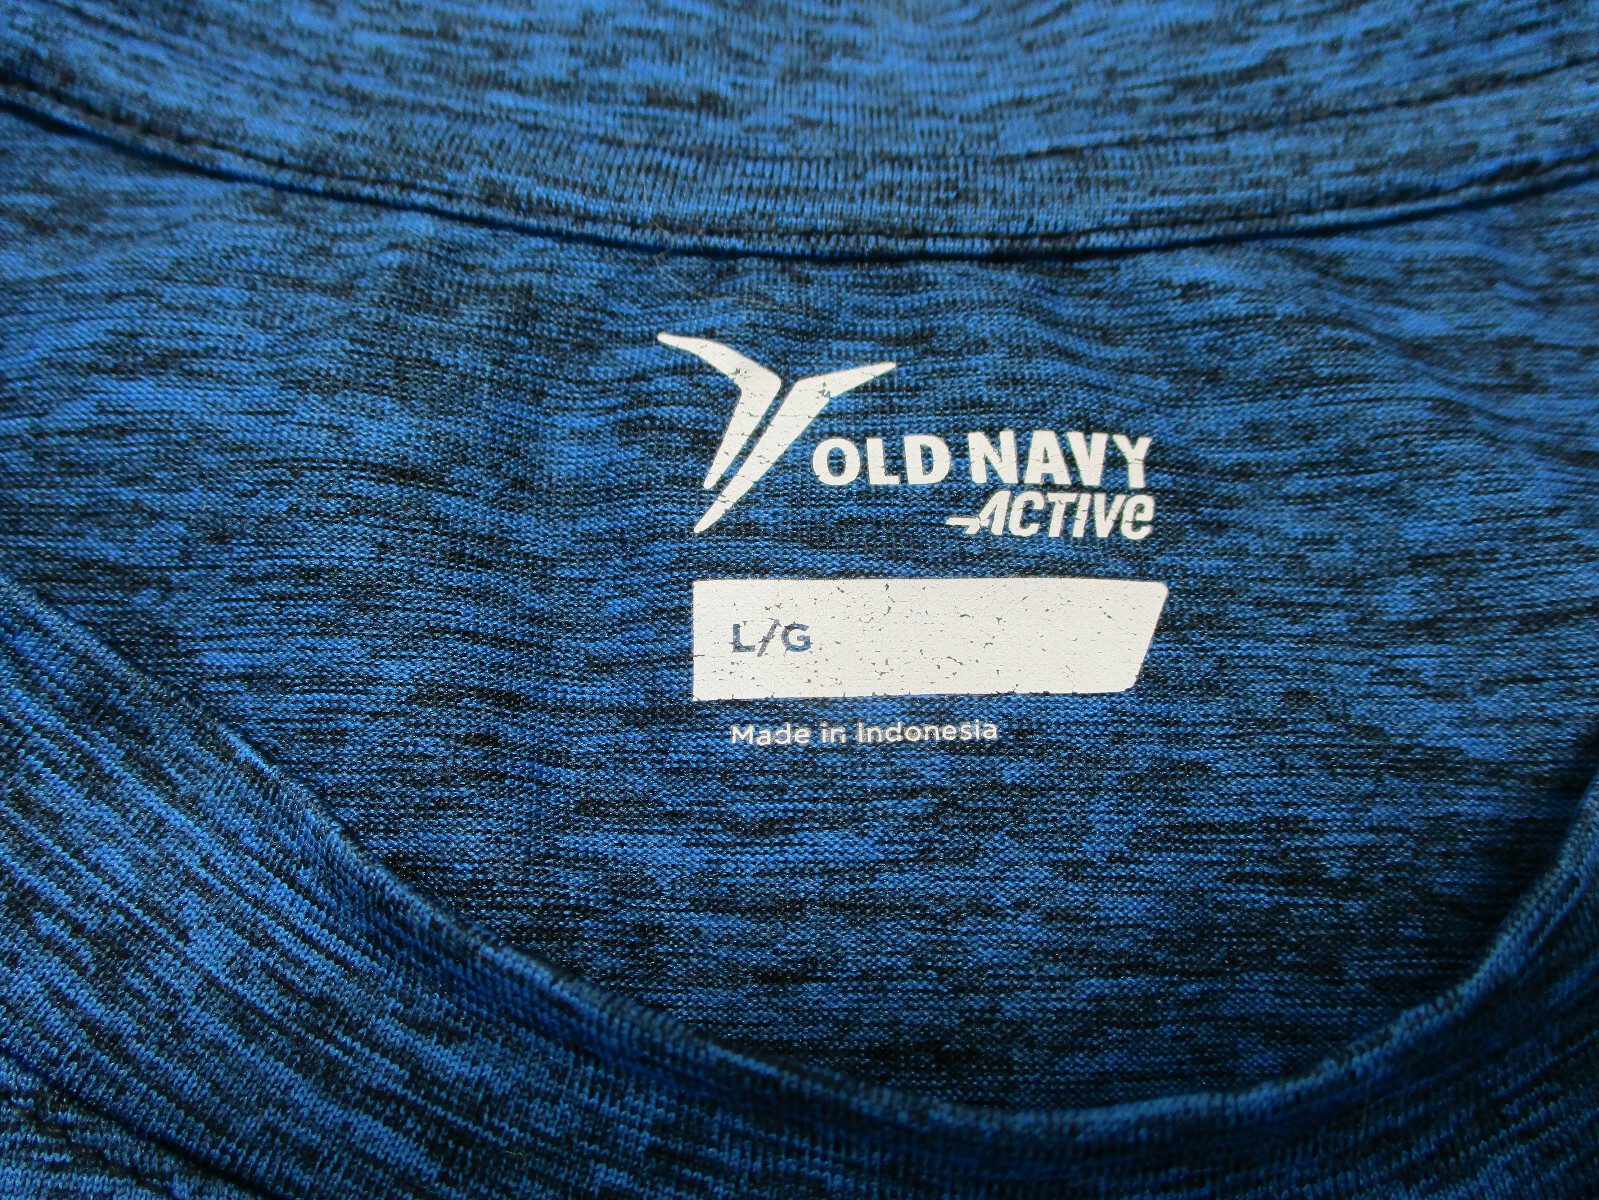 OLD NAVY
ACTIVE
L/G
Made in Indonesia